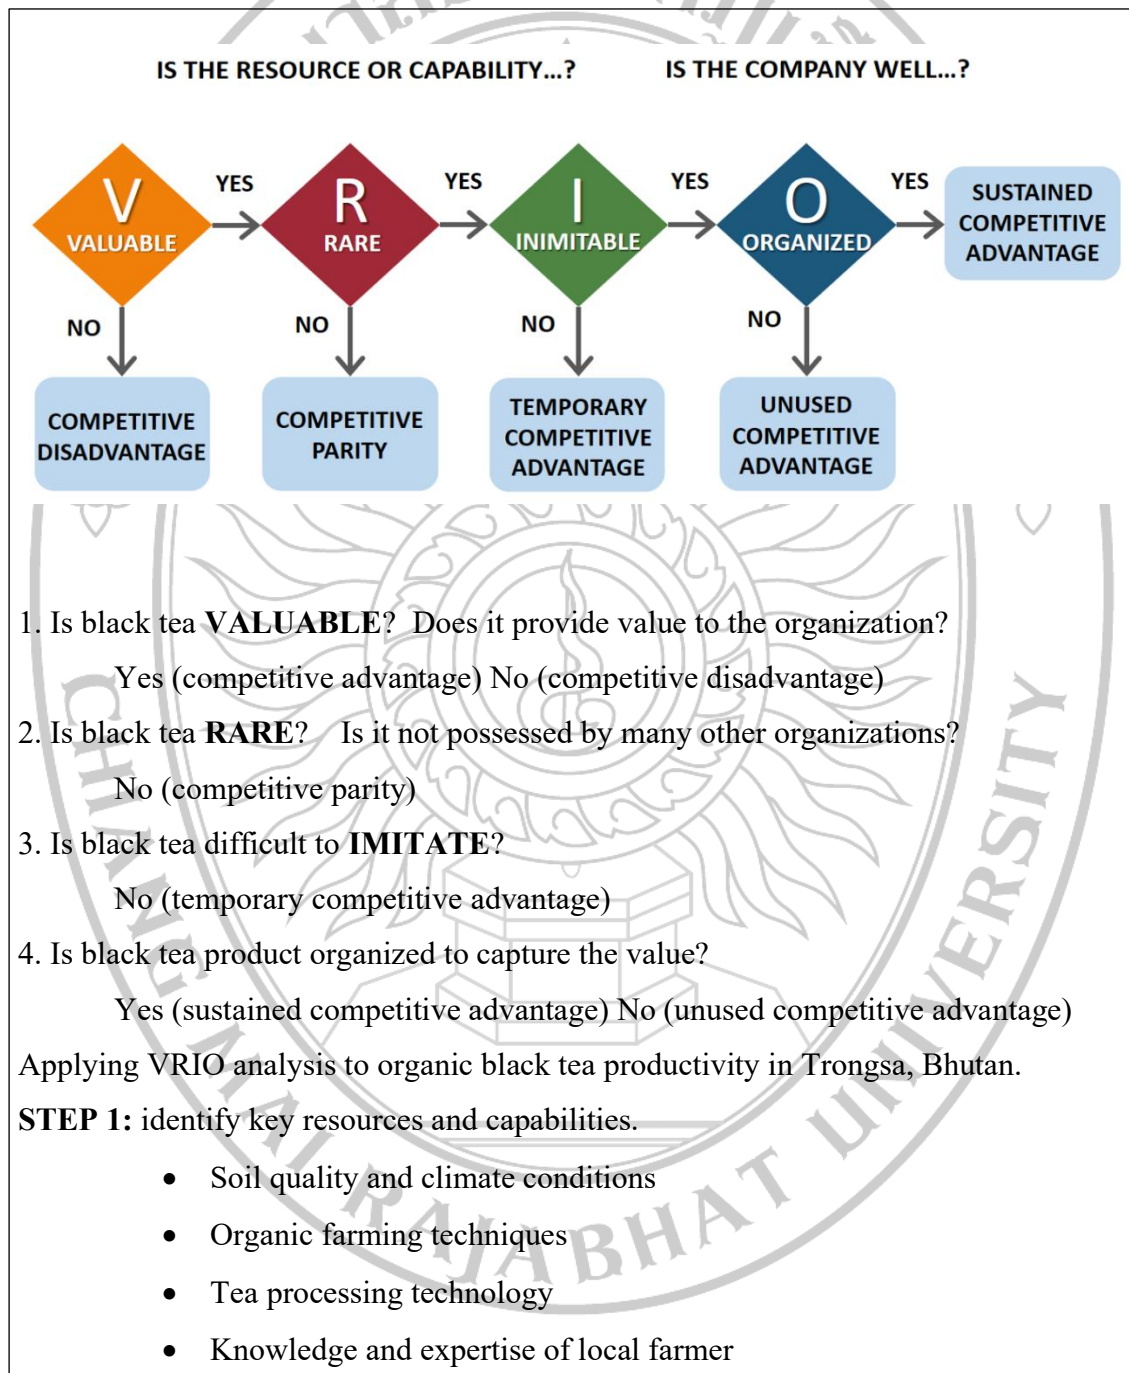 IS THE RESOURCE OR CAPABILITY...?
IS THE COMPANY WELL...?
V
VALUABLE
YES
R
RARE
YES
I
INIMITABLE
YES
O
ORGANIZED
YES
SUSTAINED
COMPETITIVE
ADVANTAGE
NO
NO
NO
NO
COMPETITIVE
DISADVANTAGE
COMPETITIVE
PARITY
TEMPORARY
COMPETITIVE
ADVANTAGE
UNUSED
COMPETITIVE
ADVANTAGE
1. Is black tea VALUABLE? Does it provide value to the organization?
Yes (competitive advantage) No (competitive disadvantage)
2. Is black tea RARE? Is it not possessed by many other organizations?
No (competitive parity)
3. Is black tea difficult to IMITATE?
No (temporary competitive advantage)
4. Is black tea product organized to capture the value?
Yes (sustained competitive advantage) No (unused competitive advantage)
Applying VRIO analysis to organic black tea productivity in Trongsa, Bhutan.
STEP 1: identify key resources and capabilities.
• Soil quality and climate conditions
• Organic farming techniques
• Tea processing technology
• Knowledge and expertise of local farmer
CHIANG MAI RAJABHAT UNIVERSITY